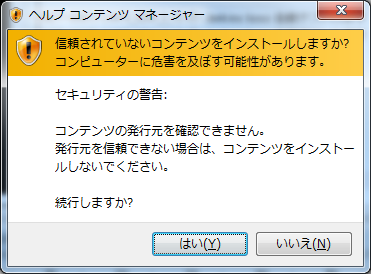 ヘルプ コンテンツ マネージャー
信頼されていないコンテンツをインストールしますか?
コンピューターに危害を及ぼす可能性があります。
セキュリティの警告:
コンテンツの発行元を確認できません。
発行元を信頼できない場合は、コンテンツをインストー
ルしないでください。
続行しますか?
はい(Y) いいえ(N)